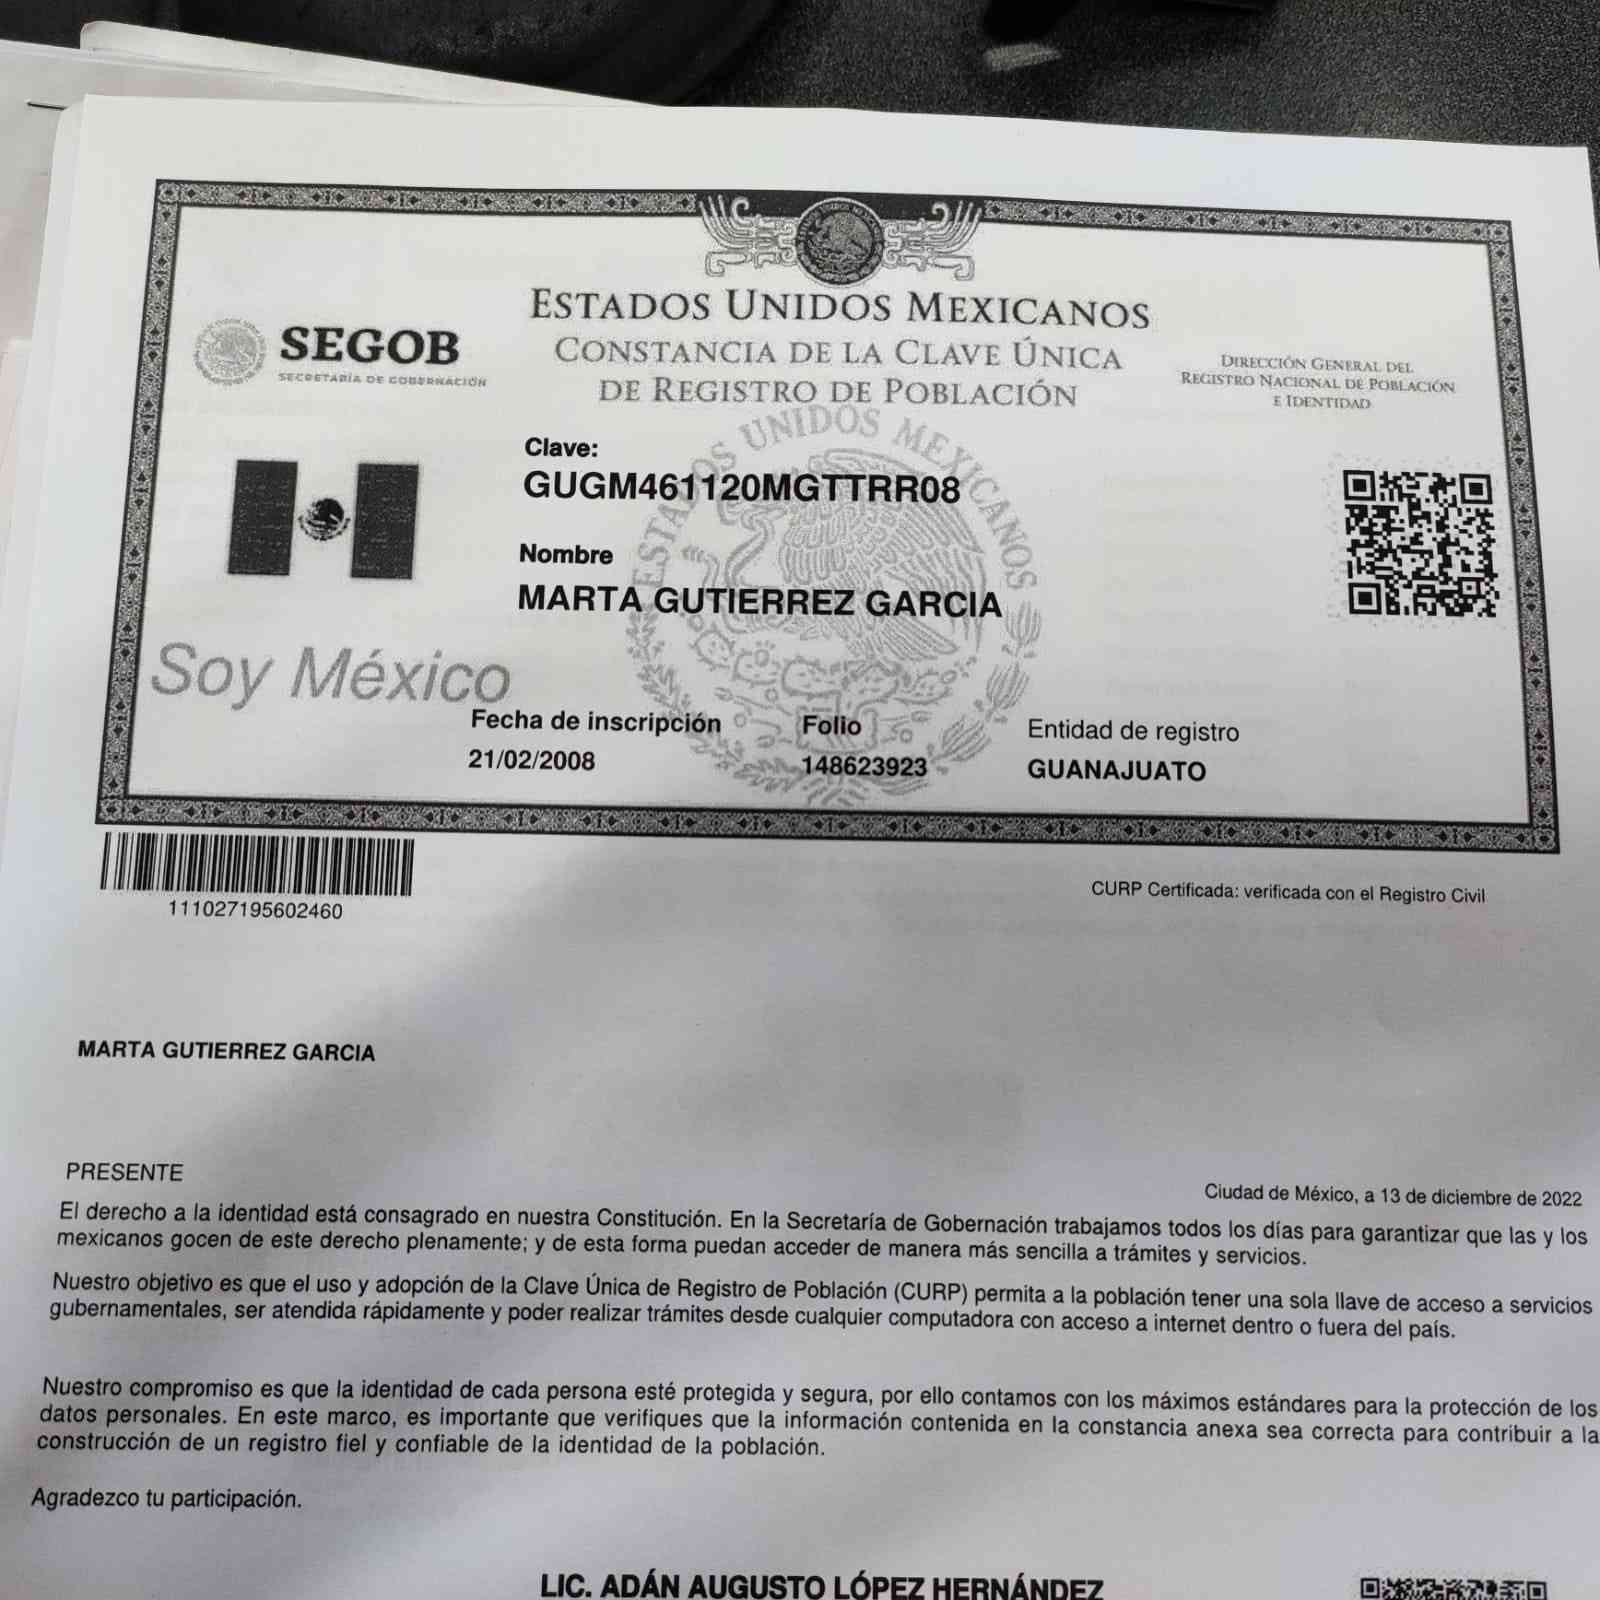 ESTADOS UNIDOS MEXICANOS
CONSTANCIA DE LA CLAVE ÚNICA
DE REGISTRO DE POBLACIÓN
SEGOB
SECRETARÍA DE GOBERNACIÓN
DIRECCIÓN GENERAL DEL
REGISTRO NACIONAL DE POBLACIÓN
E IDENTIDAD
ESTADOS UNIDOS MEXICANOS
Clave:
GUGM461120MGTTRR08
Nombre
MARTA GUTIERREZ GARCIA
Soy México
Fecha de inscripción
21/02/2008
Folio
148623923
Entidad de registro
GUANAJUATO
111027195602460
CURP Certificada: verificada con el Registro Civil
MARTA GUTIERREZ GARCIA
PRESENTE
Ciudad de México, a 13 de diciembre de 2022
El derecho a la identidad está consagrado en nuestra Constitución. En la Secretaría de Gobernación trabajamos todos los días para garantizar que las y los
mexicanos gocen de este derecho plenamente; y de esta forma puedan acceder de manera más sencilla a trámites y servicios.
Nuestro objetivo es que el uso y adopción de la Clave Única de Registro de Población (CURP) permita a la población tener una sola llave de acceso a servicios
gubernamentales, ser atendida rápidamente y poder realizar trámites desde cualquier computadora con acceso a internet dentro o fuera del país.
Nuestro compromiso es que la identidad de cada persona esté protegida y segura, por ello contamos con los máximos estándares para la protección de los
datos personales. En este marco, es importante que verifiques que la información contenida en la constancia anexa sea correcta para contribuir a la
construcción de un registro fiel y confiable de la identidad de la población.
Agradezco tu participación.
LIC. ADÁN AUGUSTO LÓPEZ HERNÁNDEZ